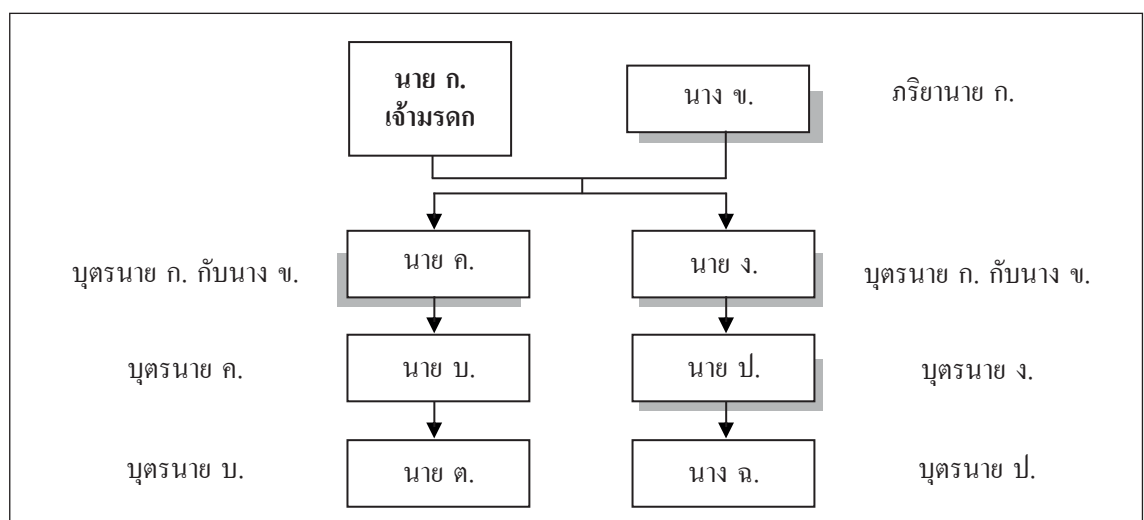 นาย ก.
เจ้ามรดก
นาง ข.
ภริยานาย ก.
บุตรนาย ก. กับนาง ข.
นาย ค.
นาย ง.
บุตรนาย ก. กับนาง ข.
บุตรนาย ค.
นาย บ.
นาย ป.
บุตรนาย ง.
บุตรนาย บ.
นาย ต.
นาง ฉ.
บุตรนาย ป.